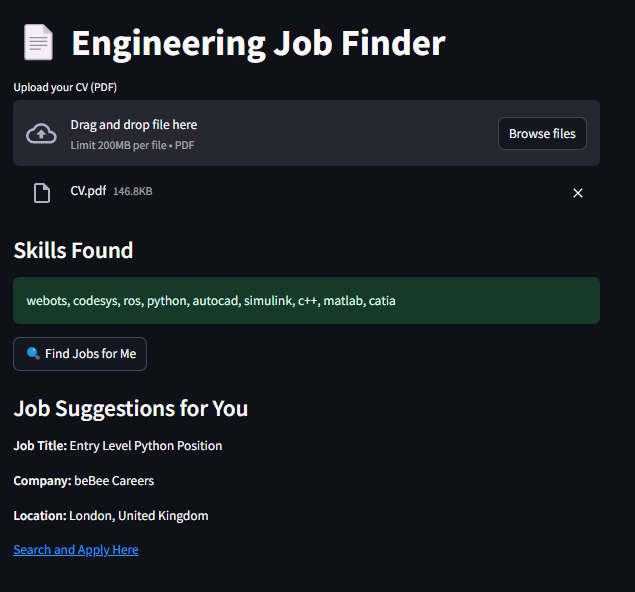 Engineering Job Finder
Upload your CV (PDF)
Drag and drop file here
Limit 200MB per file • PDF
Browse files
CV.pdf 146.8KB
Skills Found
webots, codesys, ros, python, autocad, simulink, c++, matlab, catia
Find Jobs for Me
Job Suggestions for You
Job Title: Entry Level Python Position
Company: beBee Careers
Location: London, United Kingdom
Search and Apply Here